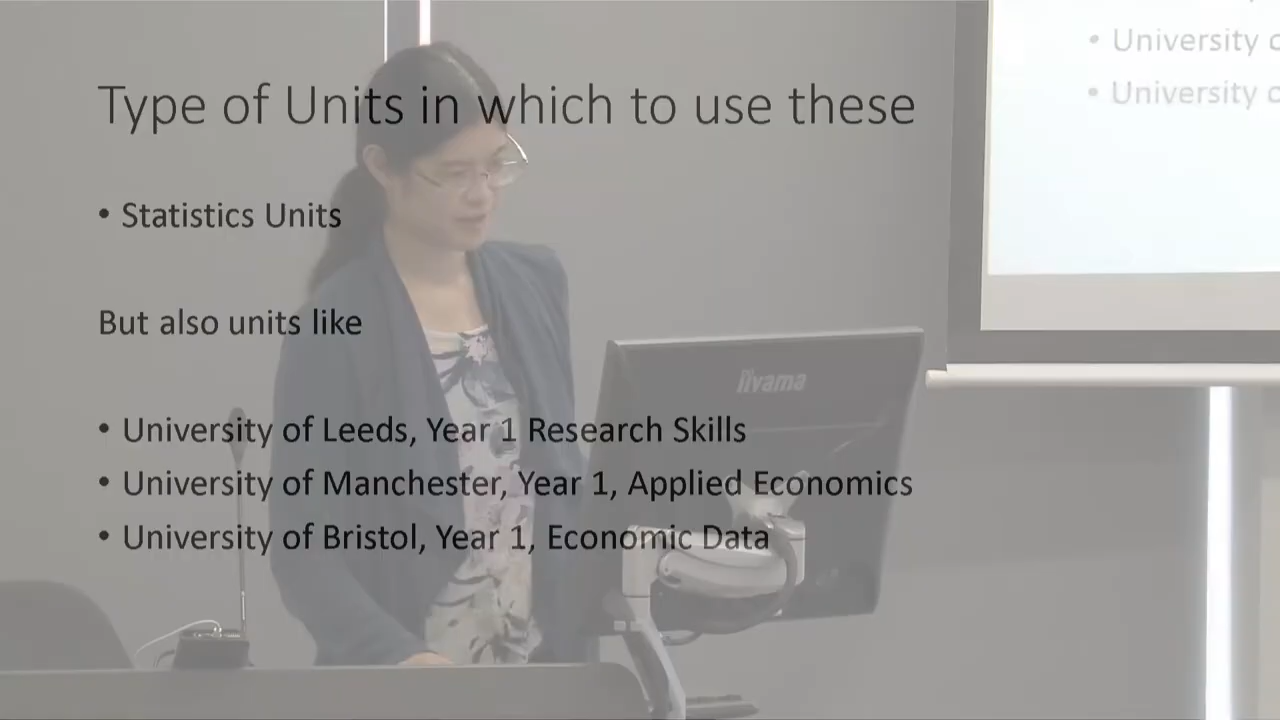 Type of Units in which to use these
• Statistics Units
But also units like
• University of Leeds, Year 1 Research Skills
• University of Manchester, Year 1, Applied Economics
• University of Bristol, Year 1, Economic Data
iiyama
• University
• University